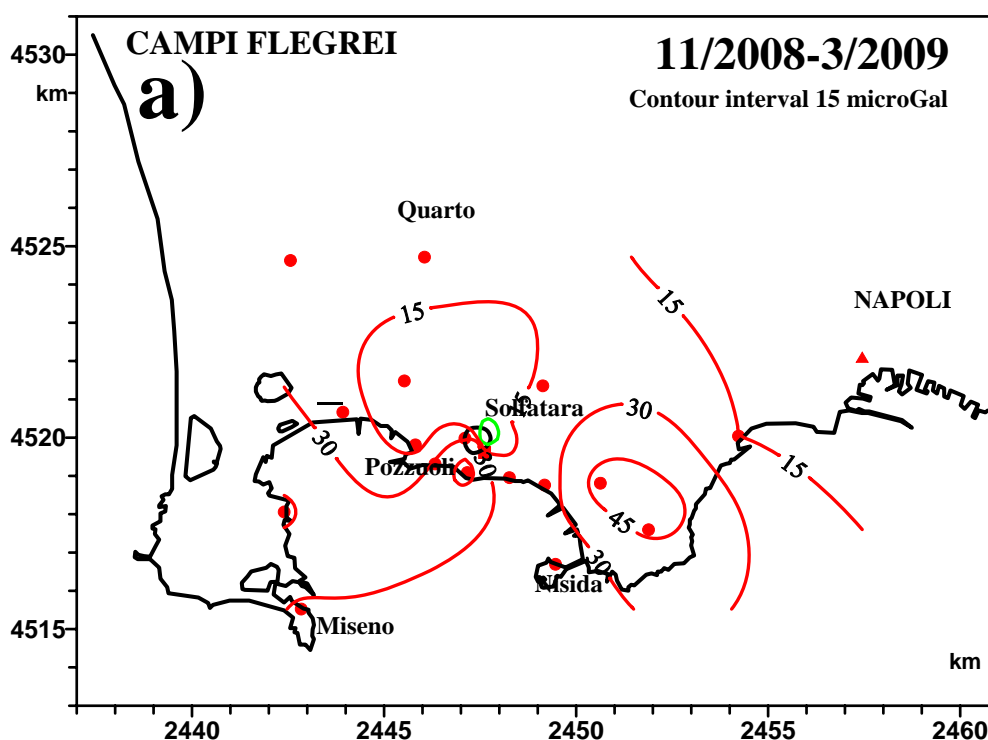 4530
CAMPI FLEGREI
11/2008-3/2009
km
a)
Contour interval 15 microGal
Quarto
4525
15
NAPOLI
15
Solfatara
30
30
4520
15
Pozzuoli
30
45
30
Nisida
4515
Miseno
km
2440
2445
2450
2455
2460